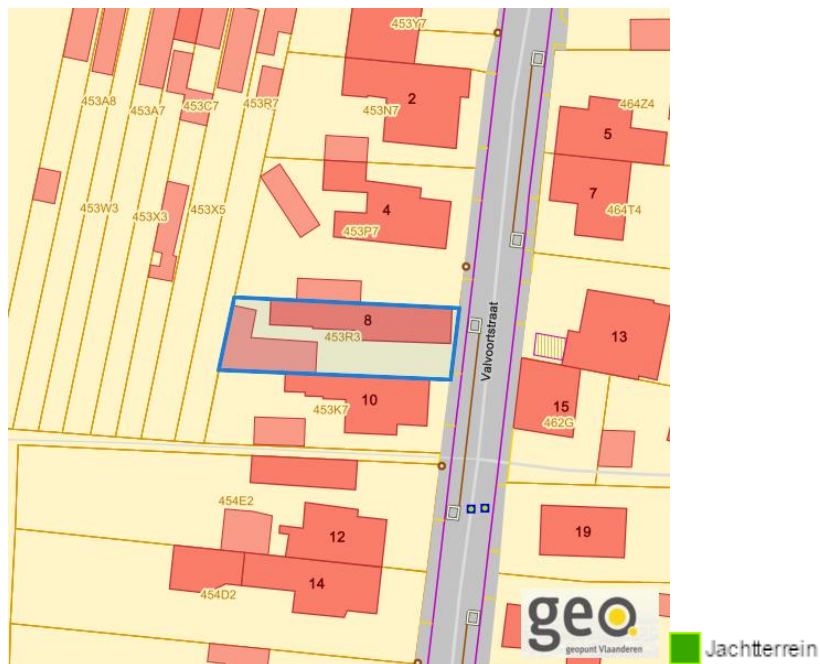 453Y7
2
453N7
464Z4
5
453A8
453A7
453C7
453R7
7
464T4
453W3
453X3
453X5
4
453P7
Valvoortstraat
8
453R3
13
10
453K7
15
462G
454E2
12
19
14
454D2
geo
geopunt Vlaanderen
Jachtterrein